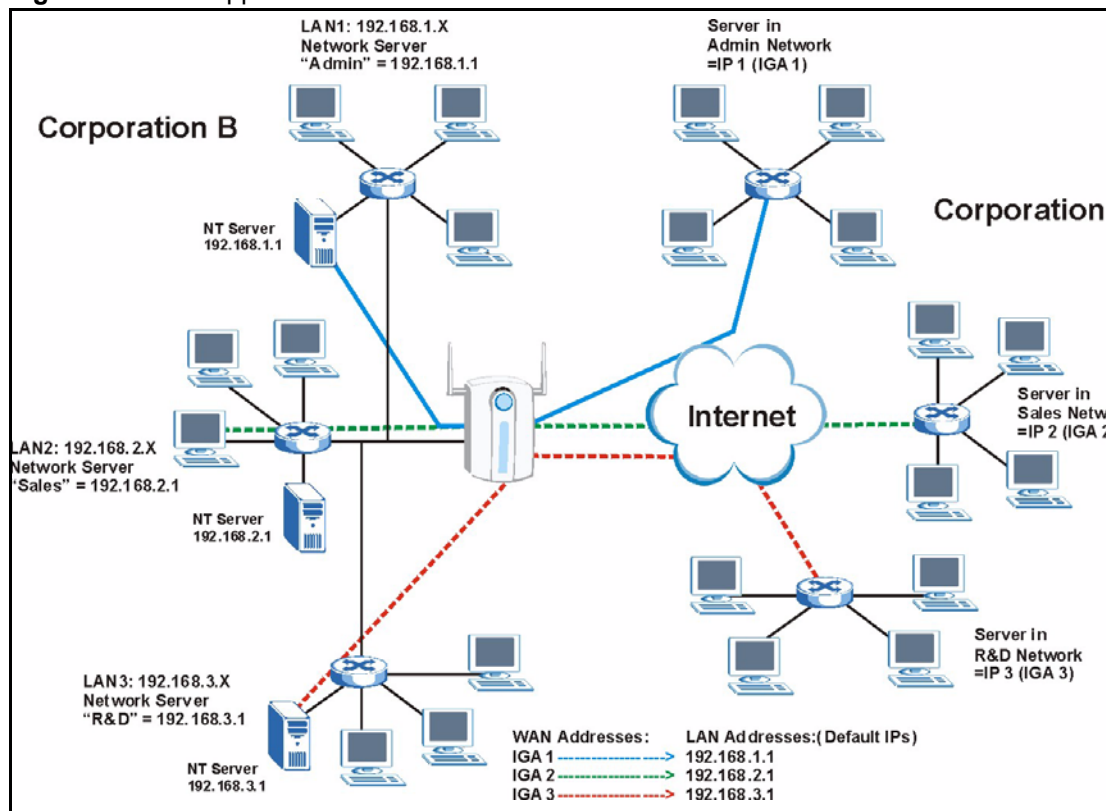 LAN1: 192.168.1.X
Network Server
“Admin” = 192.168.1.1
Server in
Admin Network
=IP 1 (IGA 1)
Corporation B
Corporation
NT Server
192.168.1.1
Internet
Server in
=IP 2 (IGA 2
LAN2: 192.168.2.X
Network Server
“Sales” = 192.168.2.1
NT Server
192.168.2.1
Server in
R&D Network
=IP 3 (IGA 3)
LAN3: 192.168.3.X
Network Server
“R&D” = 192.168.3.1
NT Server
192.168.3.1
WAN Addresses: LAN Addresses:(Default IPs)
IGA 1 -----------------> 192.168.1.1
IGA 2 -----------------> 192.168.2.1
IGA 3 -----------------> 192.168.3.1